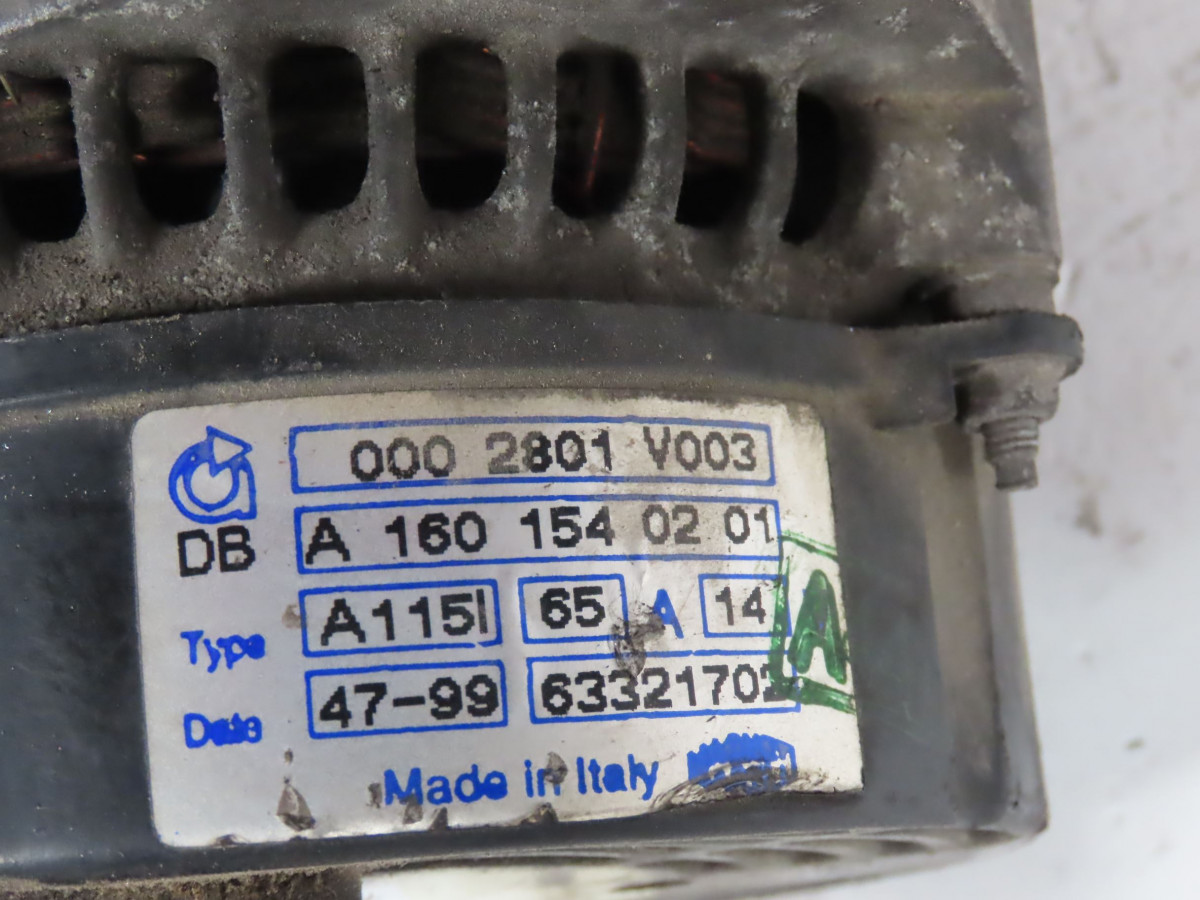 000 2801 V003
DB A 160 154 02 01
Type A115I 65 A 14 A
Date 47-99 63321702
Made in Italy